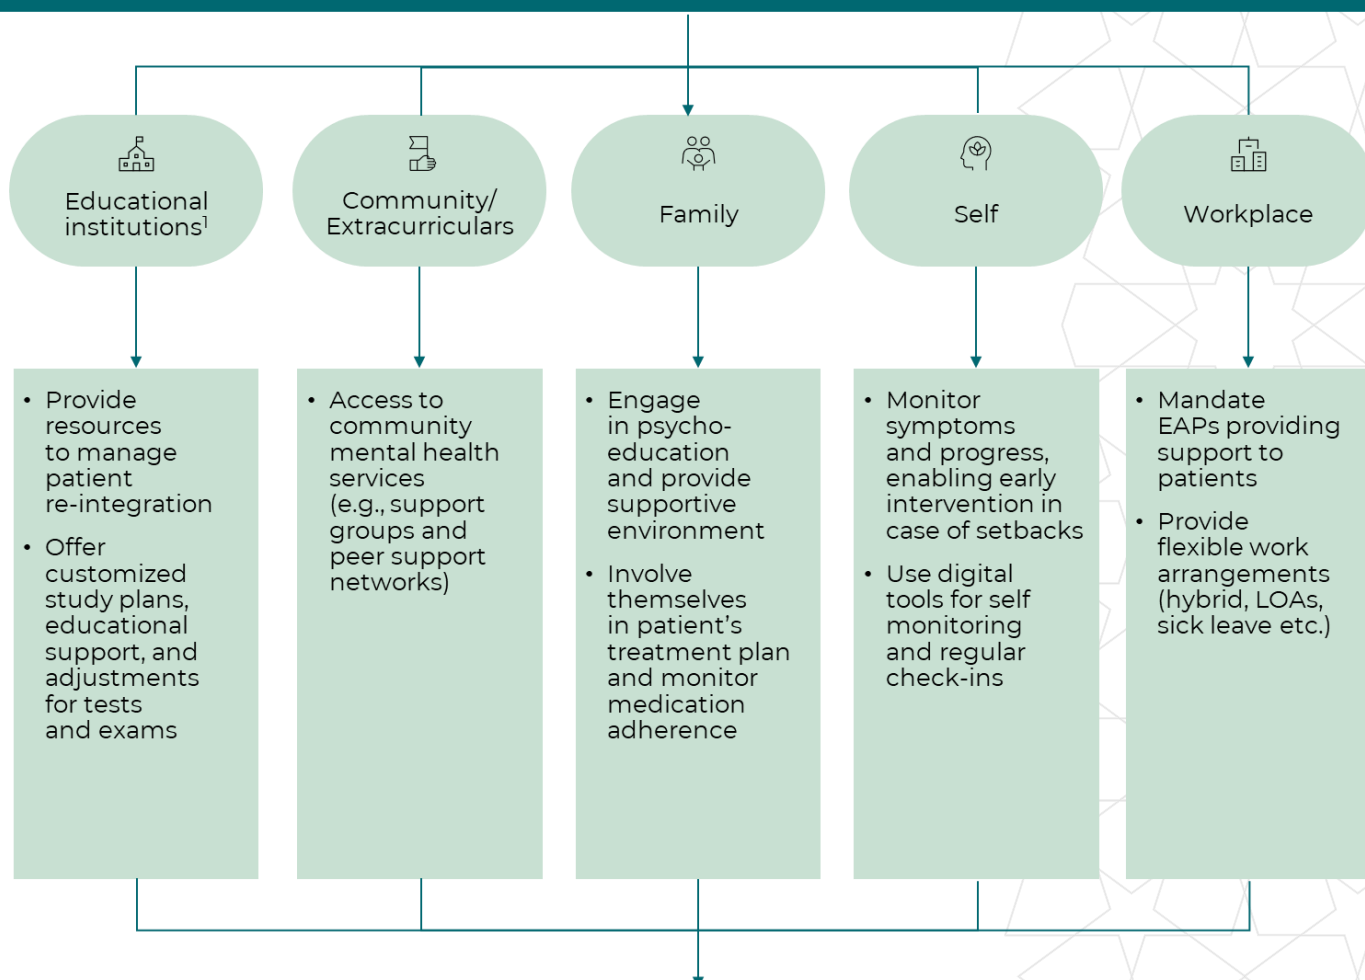 Educational
institutions¹
Community/
Extracurriculars
Family
Self
Workplace
• Provide
resources
to manage
patient
re-integration
• Offer
customized
study plans,
educational
support, and
adjustments
for tests
and exams
• Access to
community
mental health
services
(e.g., support
groups and
peer support
networks)
• Engage
in psycho-
education
and provide
supportive
environment
• Involve
themselves
in patient’s
treatment plan
and monitor
medication
adherence
• Monitor
symptoms
and progress,
enabling early
intervention in
case of setbacks
• Use digital
tools for self
monitoring
and regular
check-ins
• Mandate
EAPs providing
support to
patients
• Provide
flexible work
arrangements
(hybrid, LOAs,
sick leave etc.)